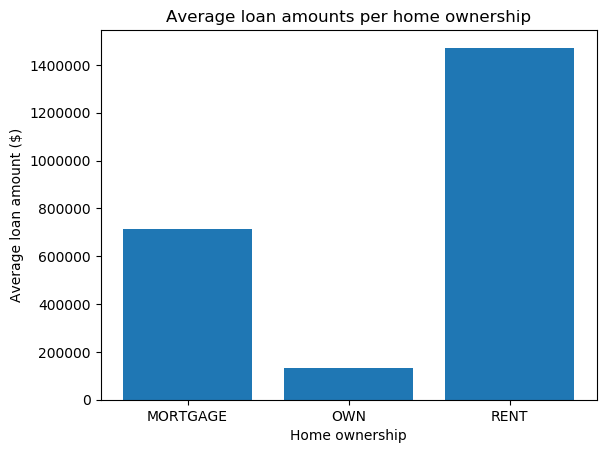 Average loan amounts per home ownership
Average loan amount ($)
1400000
1200000
1000000
800000
600000
400000
200000
0
MORTGAGE OWN RENT
Home ownership